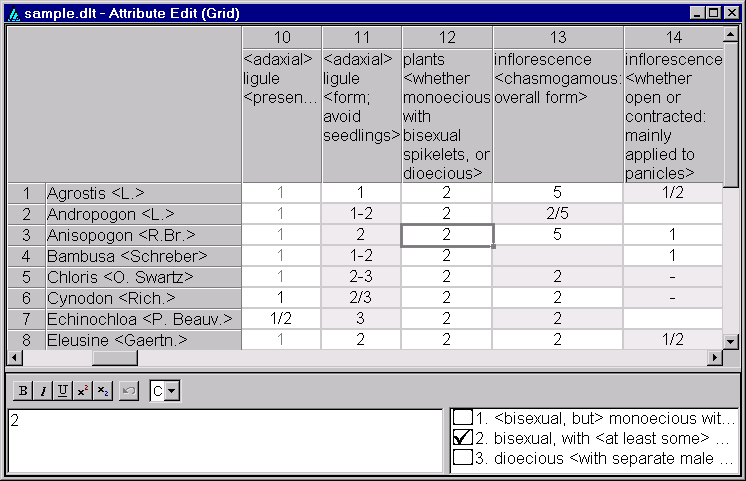 sample.dlt - Attribute Edit (Grid)
10 11 12 13 14
<adaxial> ligule <presen...
<adaxial> ligule <form; avoid seedlings>
plants <whether monoecious with bisexual spikelets, or dioecious>
inflorescence <chasmogamous: overall form>
inflorescence <whether open or contracted: mainly applied to panicles>
1 Agrostis <L.> 1 1 2 5 1/2
2 Andropogon <L.> 1 1-2 2 2/5
3 Anisopogon <R.Br.> 1 2 2 5 1
4 Bambusa <Schreber> 1 1-2 2 1
5 Chloris <O. Swartz> 1 2-3 2 2 -
6 Cynodon <Rich.> 1 2/3 2 2 -
7 Echinochloa <P. Beauv.> 1/2 3 2 2
8 Eleusine <Gaertn.> 1 2 2 2 1/2
B I U x² x₂ C
2
1. <bisexual, but> monoecious wit...
2. bisexual, with <at least some> ...
3. dioecious <with separate male ...